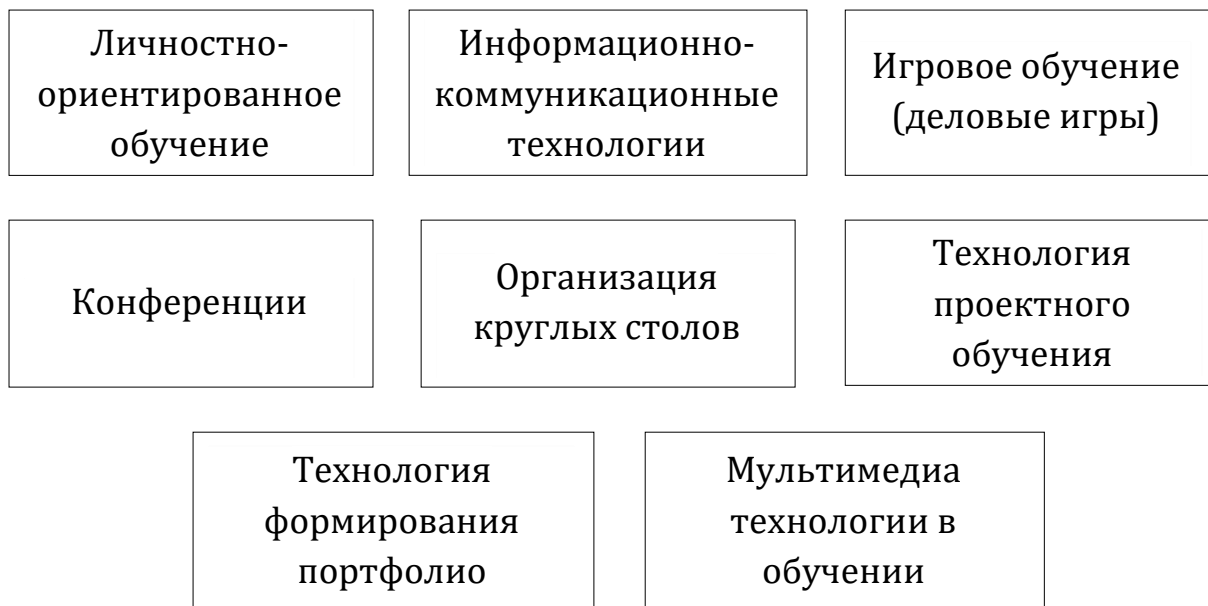 Личностно-
ориентированное
обучение
Информационно-
коммуникационные
технологии
Игровое обучение
(деловые игры)
Конференции
Организация
круглых столов
Технология
проектного
обучения
Технология
формирования
портфолио
Мультимедиа
технологии в
обучении